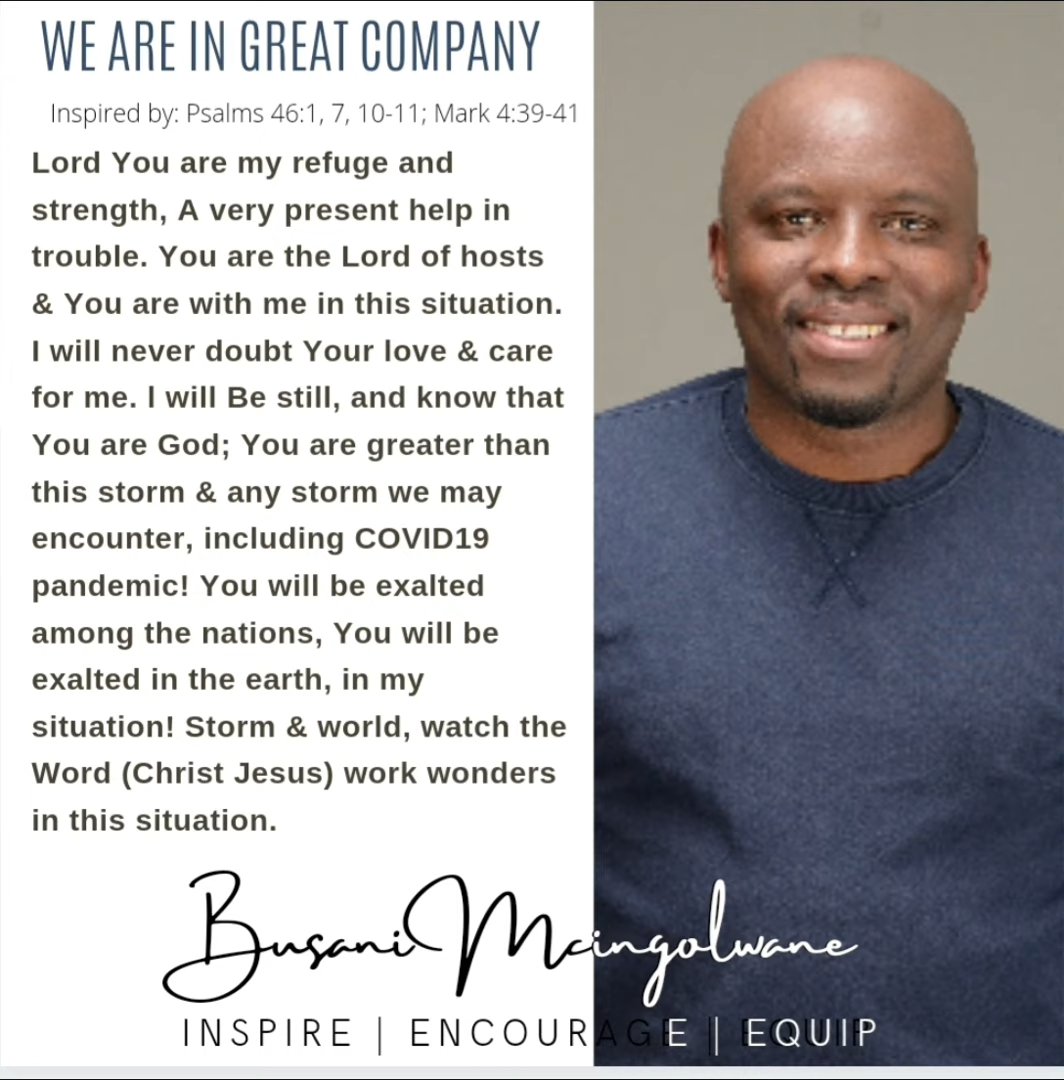 WE ARE IN GREAT COMPANY
Inspired by: Psalms 46:1, 7, 10-11; Mark 4:39-41
Lord You are my refuge and
strength, A very present help in
trouble. You are the Lord of hosts
& You are with me in this situation.
I will never doubt Your love & care
for me. I will Be still, and know that
You are God; You are greater than
this storm & any storm we may
encounter, including COVID19
pandemic! You will be exalted
among the nations, You will be
exalted in the earth, in my
situation! Storm & world, watch the
Word (Christ Jesus) work wonders
in this situation.
Busani Mcingolwane
INSPIRE | ENCOURAGE | EQUIP